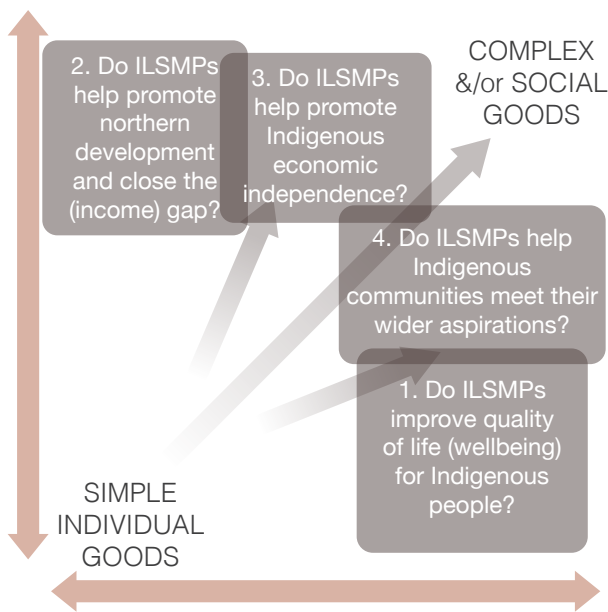 2. Do ILSMPs
help promote
northern
development
and close the
(income) gap?
3. Do ILSMPs
help promote
Indigenous
economic
independence?
COMPLEX
&/or SOCIAL
GOODS
4. Do ILSMPs help
Indigenous
communities meet their
wider aspirations?
1. Do ILSMPs
improve quality
of life (wellbeing)
for Indigenous
people?
SIMPLE
INDIVIDUAL
GOODS